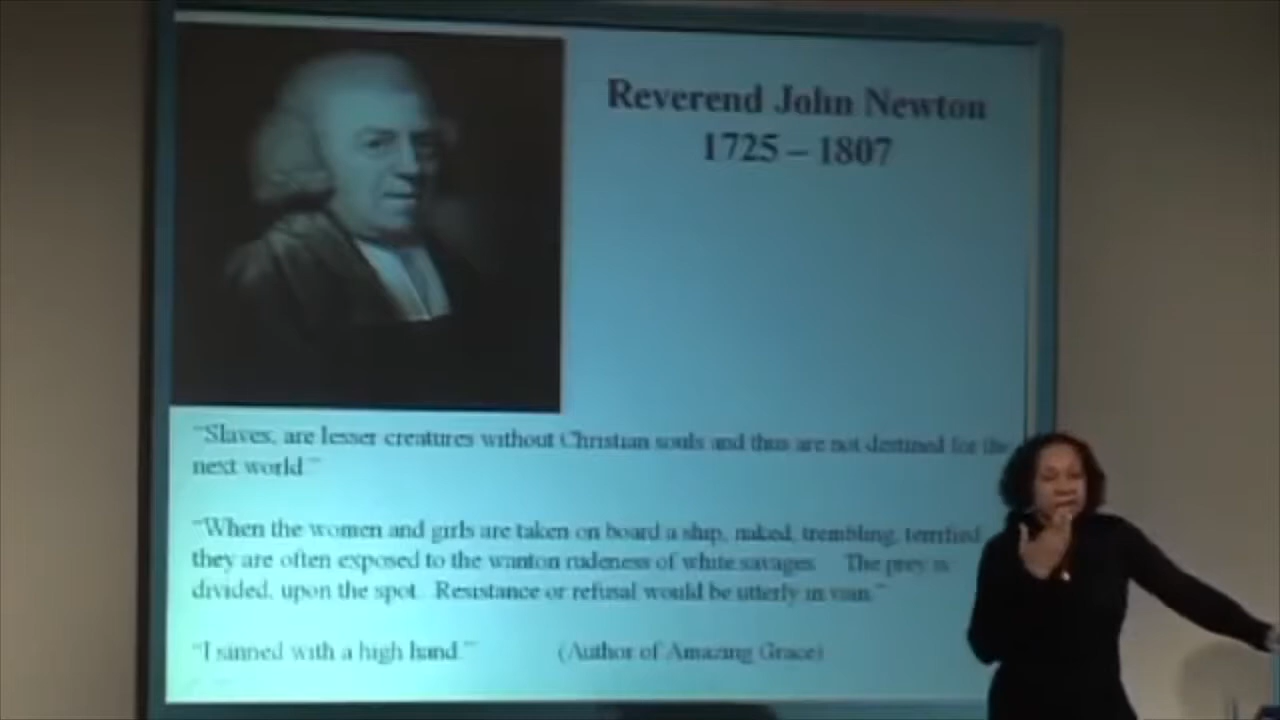 Reverend John Newton
1725 – 1807
"Slaves, are lesser creatures without Christian souls and thus are not destined for the
next world."
"When the women and girls are taken on board a ship, naked, trembling, terrified
they are often exposed to the wanton rudeness of white savages. The prey is
divided, upon the spot. Resistance or refusal would be utterly in vain."
"I sinned with a high hand." (Author of Amazing Grace)